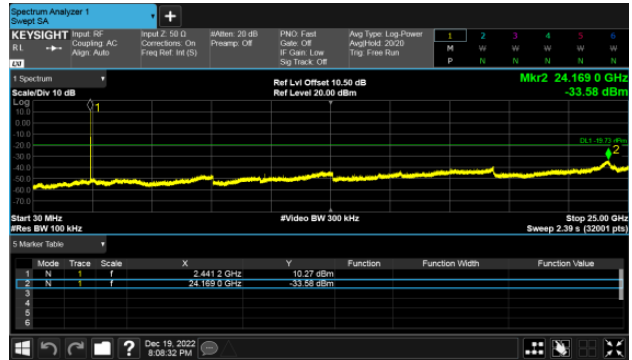 Spectrum Analyzer 1
Swept SA
KEYSIGHT Input: RF Input Z: 50 Ω #Atten: 20 dB PNO: Fast Avg Type: Log-Power 1 2 3 4 5 6
RL Coupling: AC Corrections: On Preamp: Off Gate: Off Avg|Hold: 20/20 M W W W W W
Align: Auto Freq Ref: Int (S) IF Gain: Low Trig: Free Run
LXI Sig Track: Off P N N N N N
1 Spectrum Ref Lvl Offset 10.50 dB Mkr2 24.169 0 GHz
Scale/Div 10 dB Ref Level 20.00 dBm -33.58 dBm
Log
10.0 1
0.00
-10.0
-20.0 DL1 -19.73 dBm
-30.0 2
-40.0
-50.0
-60.0
-70.0
Start 30 MHz #Video BW 300 kHz Stop 25.00 GHz
#Res BW 100 kHz Sweep 2.39 s (32001 pts)
5 Marker Table
Mode Trace Scale X Y Function Function Width Function Value
1 N 1 f 2.441 2 GHz 10.27 dBm
2 N 1 f 24.169 0 GHz -33.58 dBm
3
4
5
6
? Dec 19, 2022
8:08:32 PM